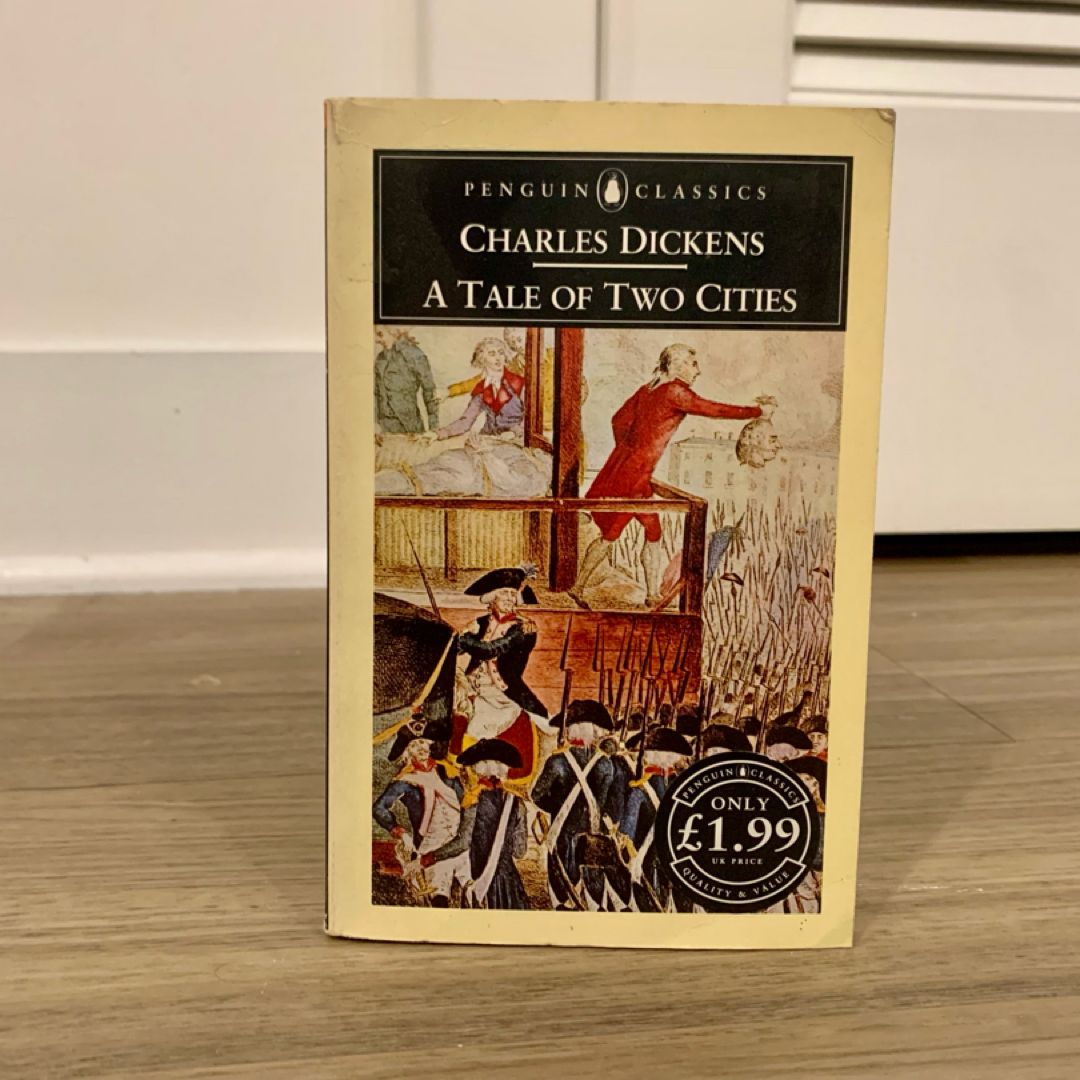 PENGUIN CLASSICS
CHARLES DICKENS
A TALE OF TWO CITIES
PENGUIN CLASSICS
ONLY
£1.99
UK PRICE
QUALITY & VALUE